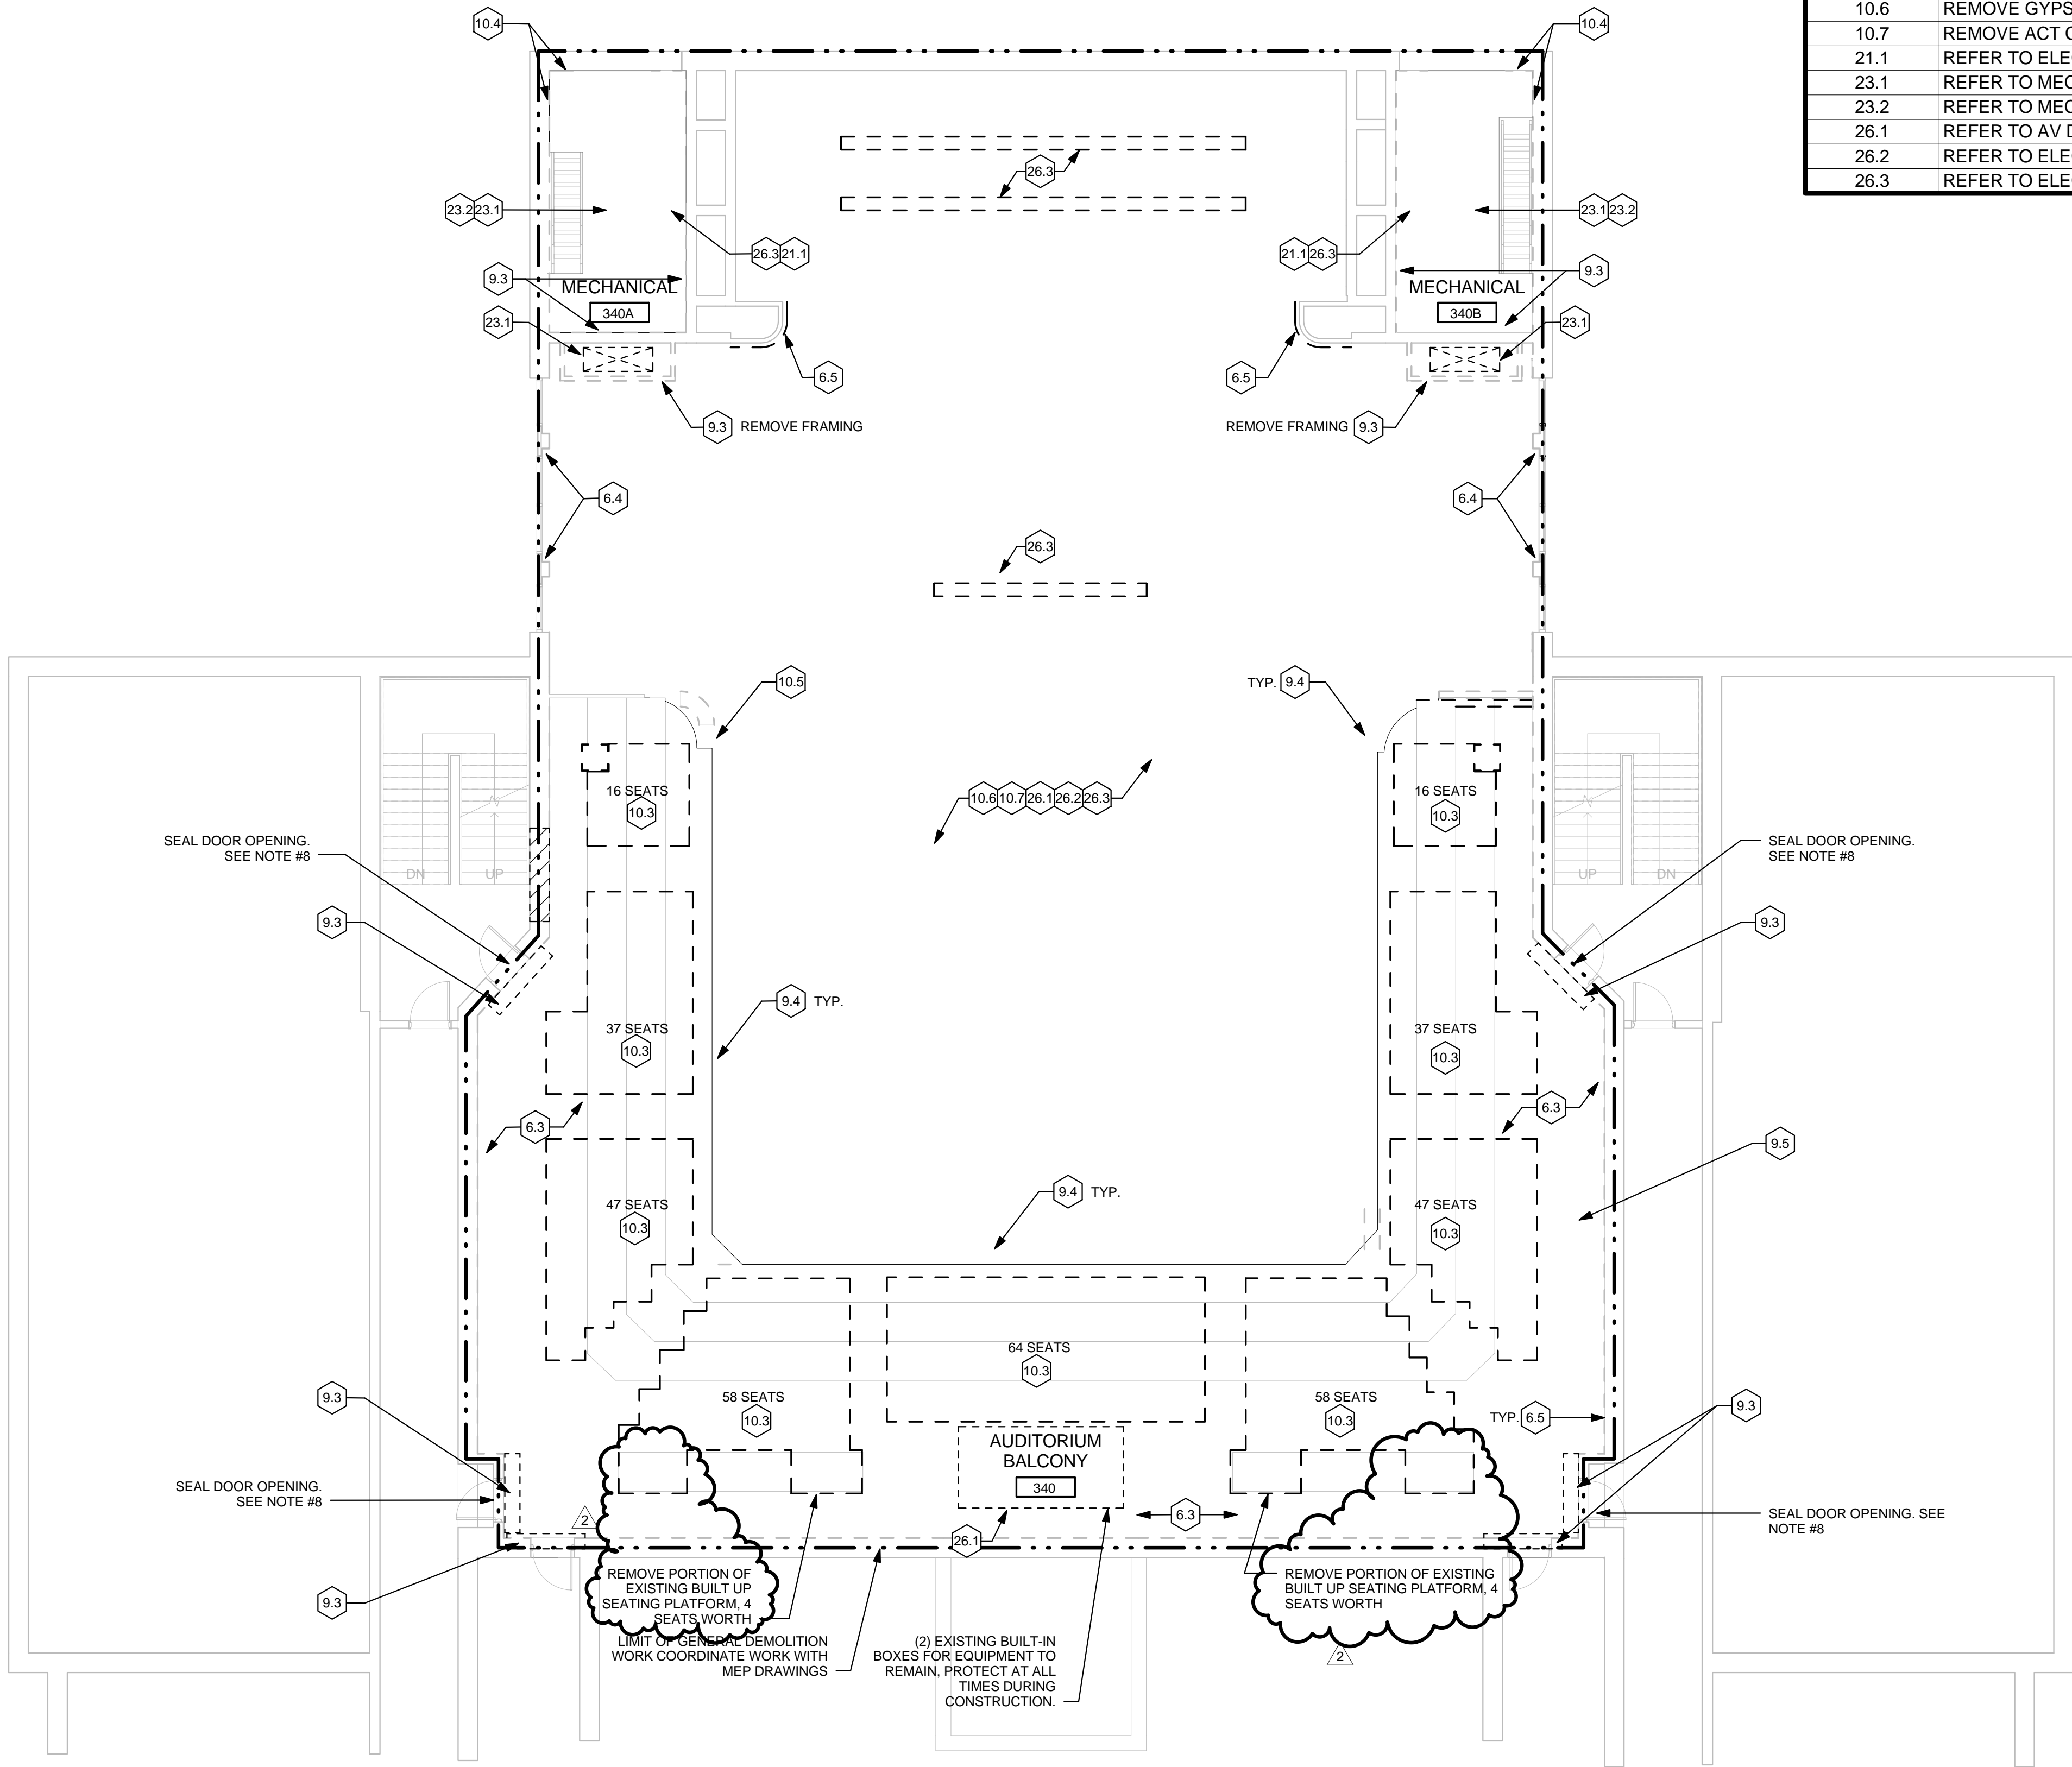 10.6 REMOVE GYPS
10.7 REMOVE ACT
21.1 REFER TO ELE
23.1 REFER TO MEC
23.2 REFER TO MEC
26.1 REFER TO AV
26.2 REFER TO ELE
26.3 REFER TO ELE
10.4
10.4
26.3
23.2 23.1
23.1 23.2
26.3 21.1
21.1 26.3
9.3
9.3
MECHANICAL
340A
MECHANICAL
340B
23.1
23.1
6.5
6.5
9.3 REMOVE FRAMING
REMOVE FRAMING 9.3
6.4
6.4
26.3
10.5
TYP. 9.4
16 SEATS
10.3
10.6 10.7 26.1 26.2 26.3
16 SEATS
10.3
SEAL DOOR OPENING.
SEE NOTE #8
DN UP
UP DN
SEAL DOOR OPENING.
SEE NOTE #8
9.3
9.3
9.4 TYP.
37 SEATS
10.3
37 SEATS
10.3
6.3
6.3
9.5
9.4 TYP.
47 SEATS
10.3
47 SEATS
10.3
64 SEATS
10.3
58 SEATS
10.3
58 SEATS
10.3
9.3
TYP. 6.5
9.3
AUDITORIUM
BALCONY
340
SEAL DOOR OPENING.
SEE NOTE #8
SEAL DOOR OPENING. SEE
NOTE #8
2
26.1
6.3
9.3
REMOVE PORTION OF
EXISTING BUILT UP
SEATING PLATFORM, 4
SEATS WORTH
REMOVE PORTION OF EXISTING
BUILT UP SEATING PLATFORM, 4
SEATS WORTH
2
LIMIT OF GENERAL DEMOLITION
WORK COORDINATE WORK WITH
MEP DRAWINGS
(2) EXISTING BUILT-IN
BOXES FOR EQUIPMENT TO
REMAIN, PROTECT AT ALL
TIMES DURING
CONSTRUCTION.